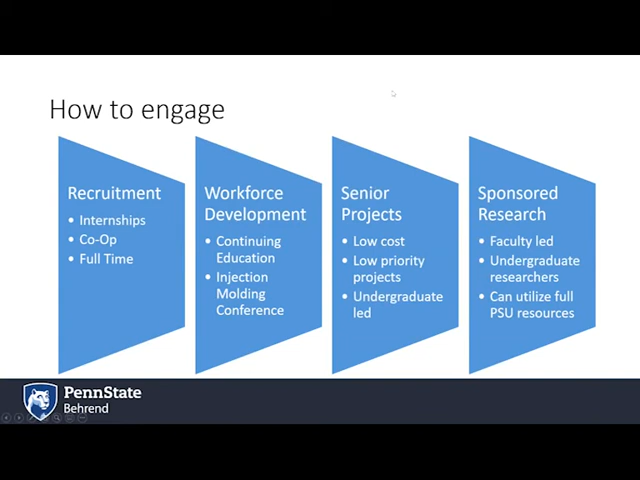 How to engage
Recruitment
• Internships
• Co-Op
• Full Time
Workforce
Development
• Continuing
Education
• Injection
Molding
Conference
Senior
Projects
• Low cost
• Low priority
projects
• Undergraduate
led
Sponsored
Research
• Faculty led
• Undergraduate
researchers
• Can utilize full
PSU resources
PennState
Behrend